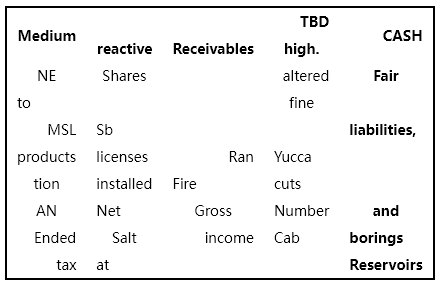 Medium reactive Receivables TBD high. CASH
NE Shares altered Fair
to fine
MSL Sb liabilities,
products licenses Ran Yucca
tion installed Fire cuts
AN Net Gross Number and
Ended Salt income Cab borings
tax at Reservoirs